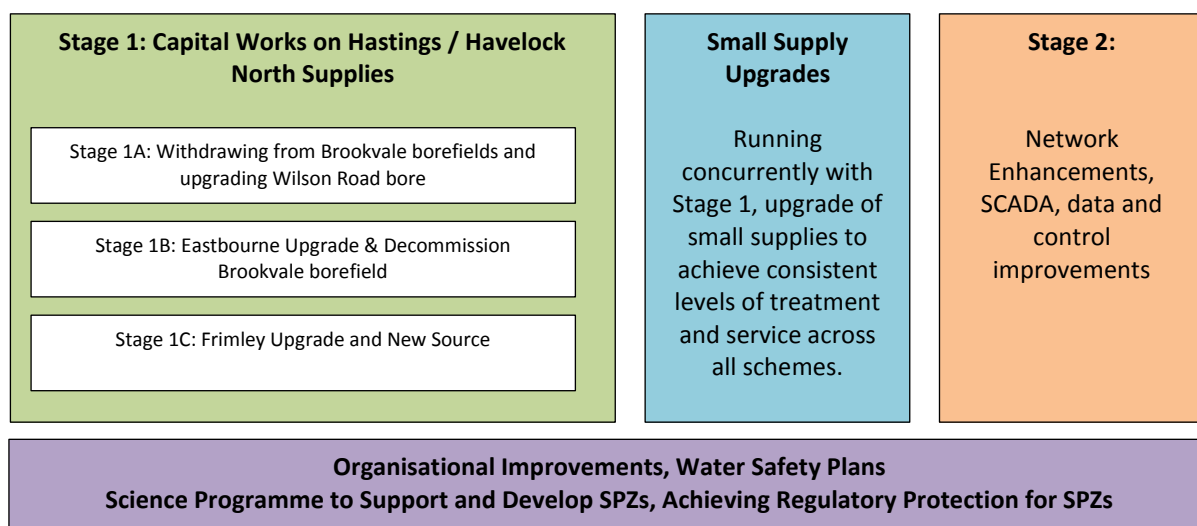 Stage 1: Capital Works on Hastings / Havelock
North Supplies
Stage 1A: Withdrawing from Brookvale borefields and
upgrading Wilson Road bore
Stage 1B: Eastbourne Upgrade & Decommission
Brookvale borefield
Stage 1C: Frimley Upgrade and New Source
Small Supply
Upgrades
Running
concurrently with
Stage 1, upgrade of
small supplies to
achieve consistent
levels of treatment
and service across
all schemes.
Stage 2:
Network
Enhancements,
SCADA, data and
control
improvements
Organisational Improvements, Water Safety Plans
Science Programme to Support and Develop SPZs, Achieving Regulatory Protection for SPZs